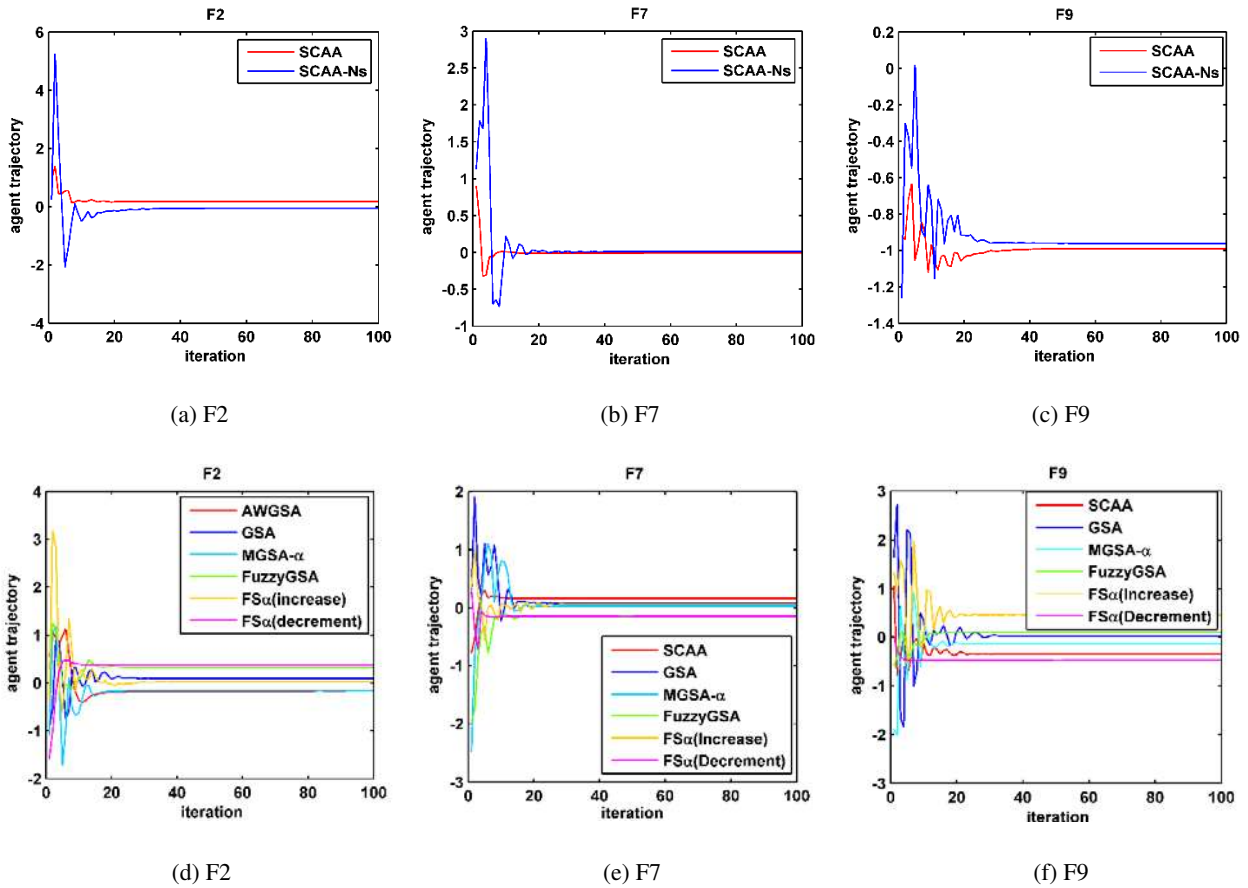 F2
6
4
2
0
-2
-4
0 20 40 60 80 100
agent trajectory
iteration
SCAA
SCAA-Ns
(a) F2
F7
3
2.5
2
1.5
1
0.5
0
-0.5
-1
0 20 40 60 80 100
agent trajectory
iteration
SCAA
SCAA-Ns
(b) F7
F9
0.2
0
-0.2
-0.4
-0.6
-0.8
-1
-1.2
-1.4
0 20 40 60 80 100
agent trajectory
iteration
SCAA
SCAA-Ns
(c) F9
F2
4
3
2
1
0
-1
-2
0 20 40 60 80 100
agent trajectory
iteration
AWGSA
GSA
MGSA-α
FuzzyGSA
FSα(increase)
FSα(decrement)
(d) F2
F7
2
1
0
-1
-2
-3
0 20 40 60 80 100
agent trajectory
iteration
SCAA
GSA
MGSA-α
FuzzyGSA
FSα(Increase)
FSα(Decrement)
(e) F7
F9
3
2
1
0
-1
-2
-3
0 20 40 60 80 100
agent trajectory
iteration
SCAA
GSA
MGSA-α
FuzzyGSA
FSα(Increase)
FSα(Decrement)
(f) F9